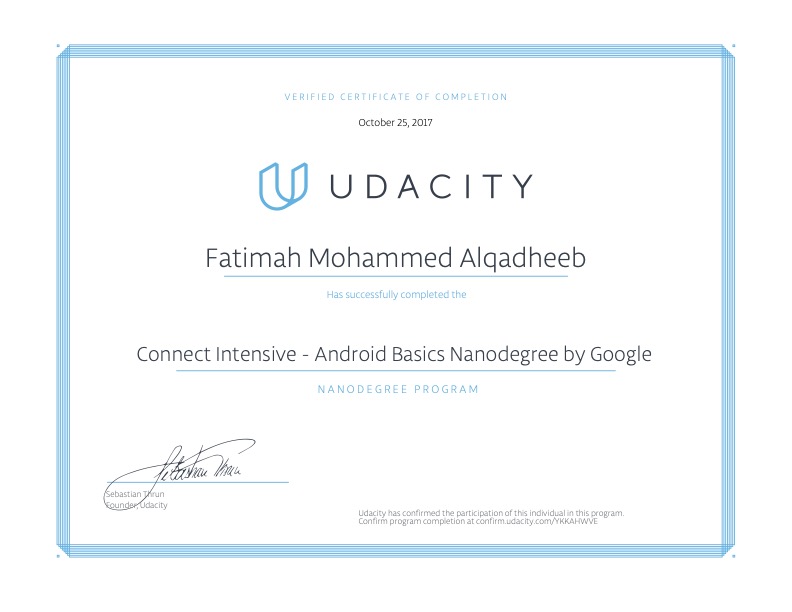 VERIFIED CERTIFICATE OF COMPLETION
October 25, 2017
UDACITY
Fatimah Mohammed Alqadheeb
Has successfully completed the
Connect Intensive - Android Basics Nanodegree by Google
NANODEGREE PROGRAM
Sebastian Thrun
Sebastian Thrun
Founder, Udacity
Udacity has confirmed the participation of this individual in this program.
Confirm program completion at confirm.udacity.com/YKKAHWVE